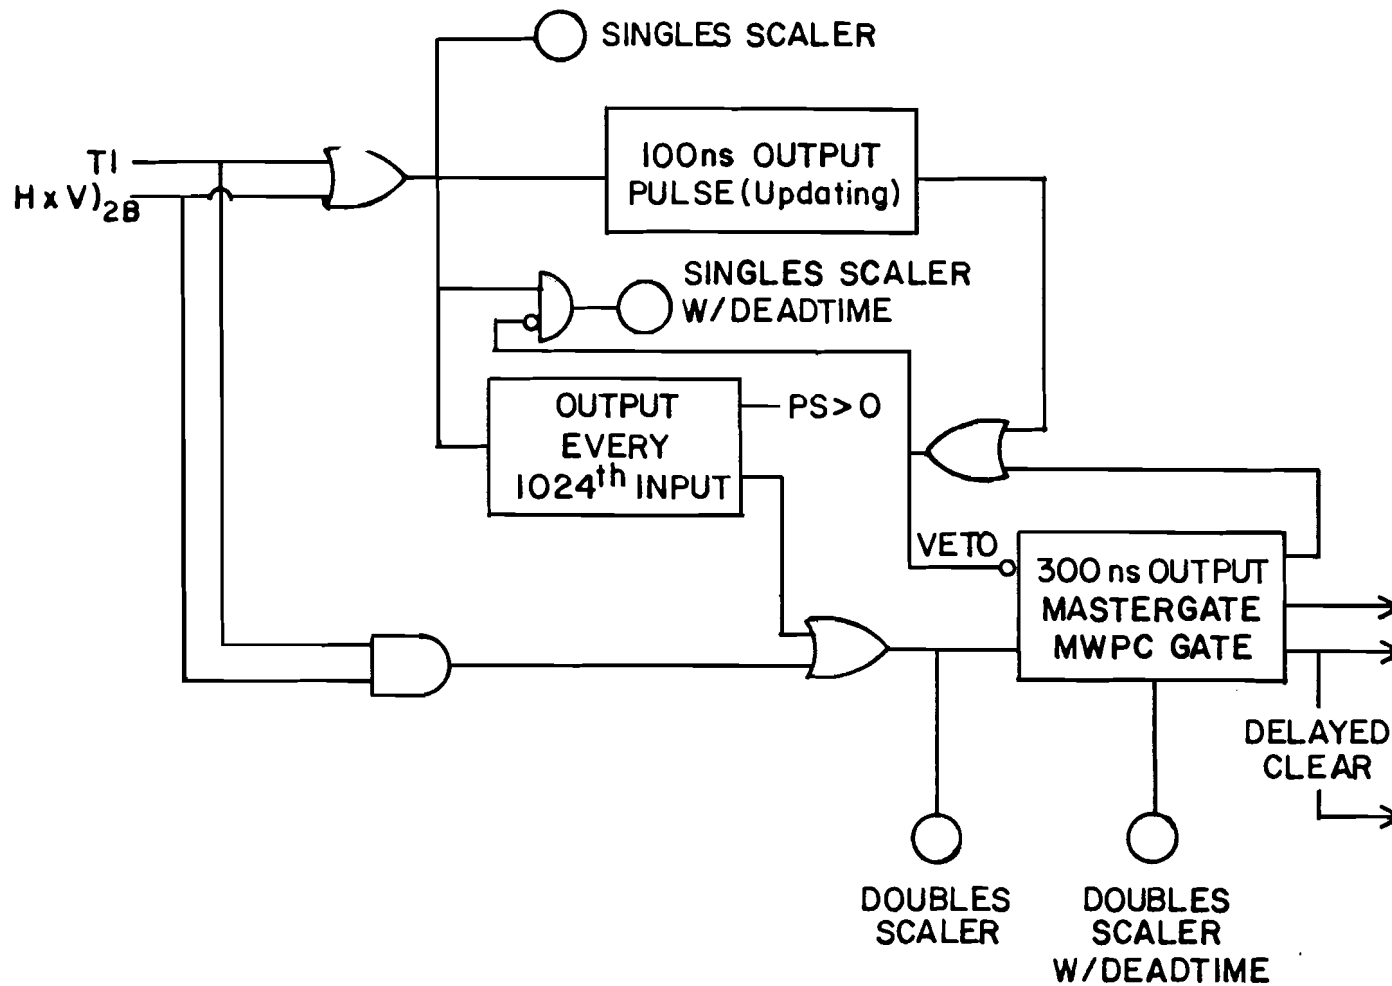 SINGLES SCALER
T1
H x V)2B
100ns OUTPUT
PULSE (Updating)
SINGLES SCALER
W/DEADTIME
OUTPUT
EVERY
1024th INPUT
PS > 0
VETO
300 ns OUTPUT
MASTERGATE
MWPC GATE
DELAYED
CLEAR
DOUBLES
SCALER
DOUBLES
SCALER
W/DEADTIME